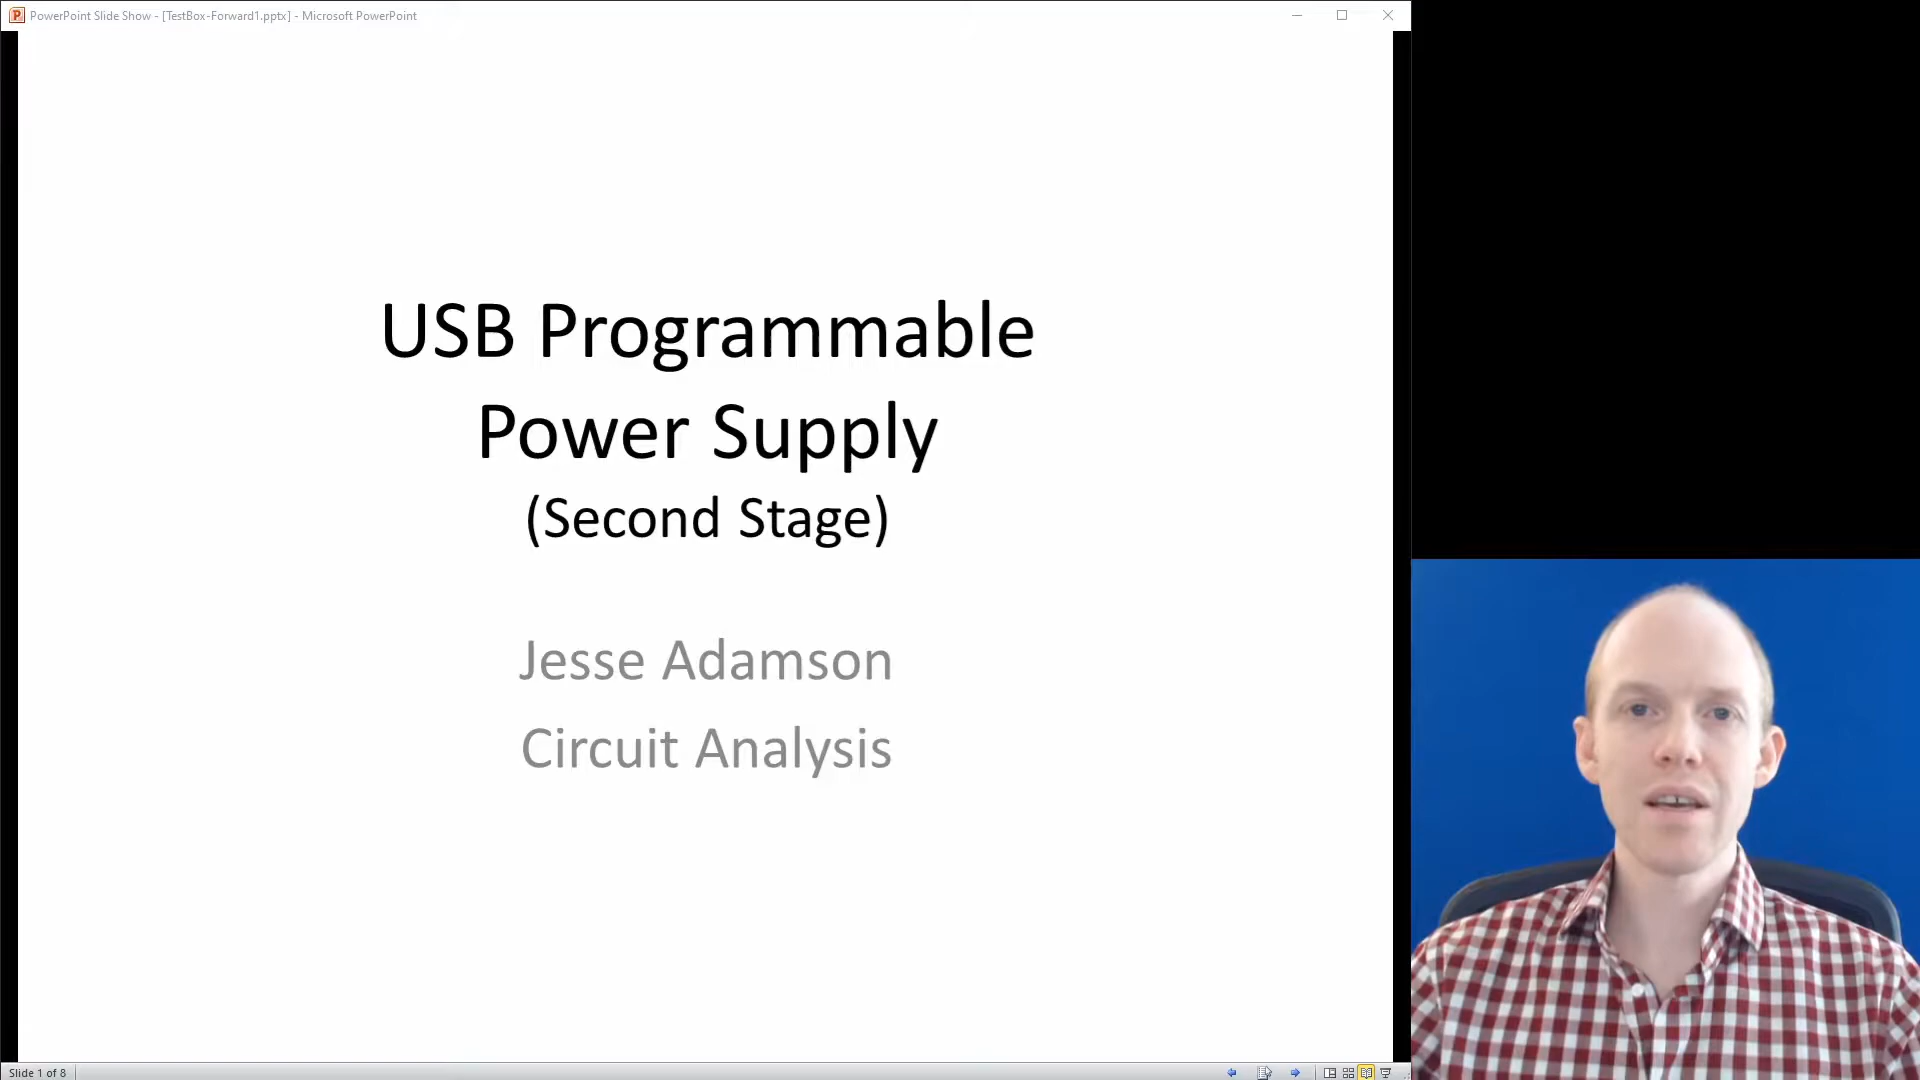 PowerPoint Slide Show - [TestBox-Forward1.pptx] - Microsoft PowerPoint
USB Programmable
Power Supply
(Second Stage)
Jesse Adamson
Circuit Analysis
Slide 1 of 8